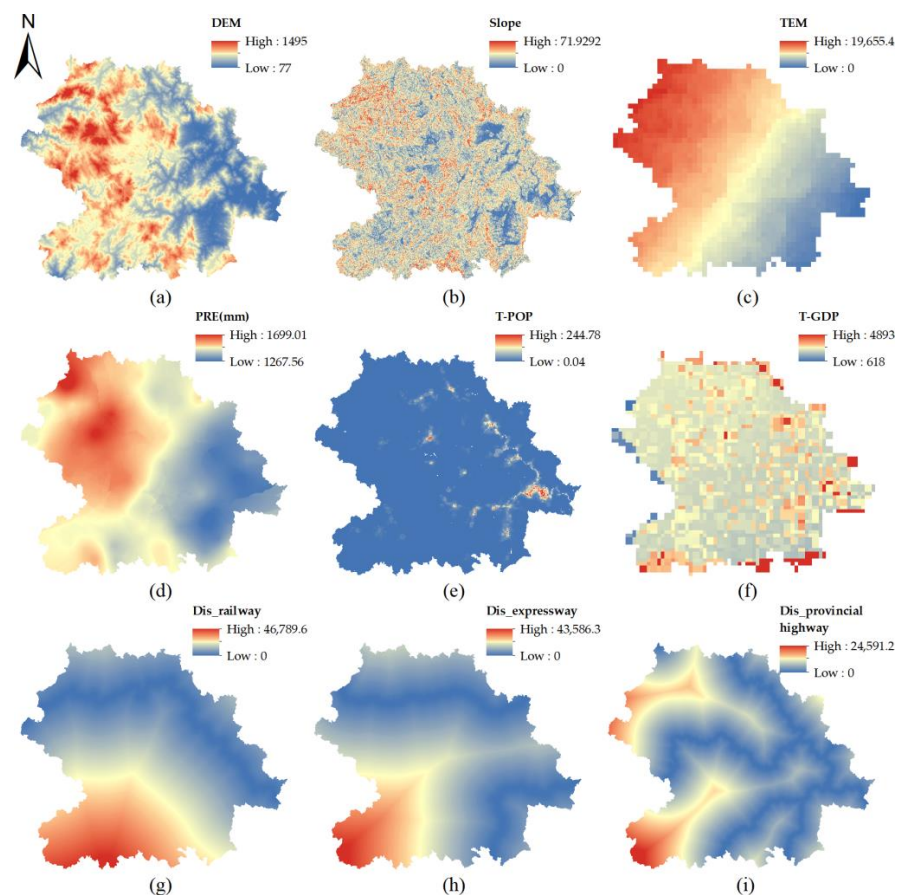 N
DEM
High : 1495
Low : 77
(a)
Slope
High : 71.9292
Low : 0
(b)
TEM
High : 19,655.4
Low : 0
(c)
PRE(mm)
High : 1699.01
Low : 1267.56
(d)
T-POP
High : 244.78
Low : 0.04
(e)
T-GDP
High : 4893
Low : 618
(f)
Dis_railway
High : 46,789.6
Low : 0
(g)
Dis_expressway
High : 43,586.3
Low : 0
(h)
Dis_provincial
highway
High : 24,591.2
Low : 0
(i)